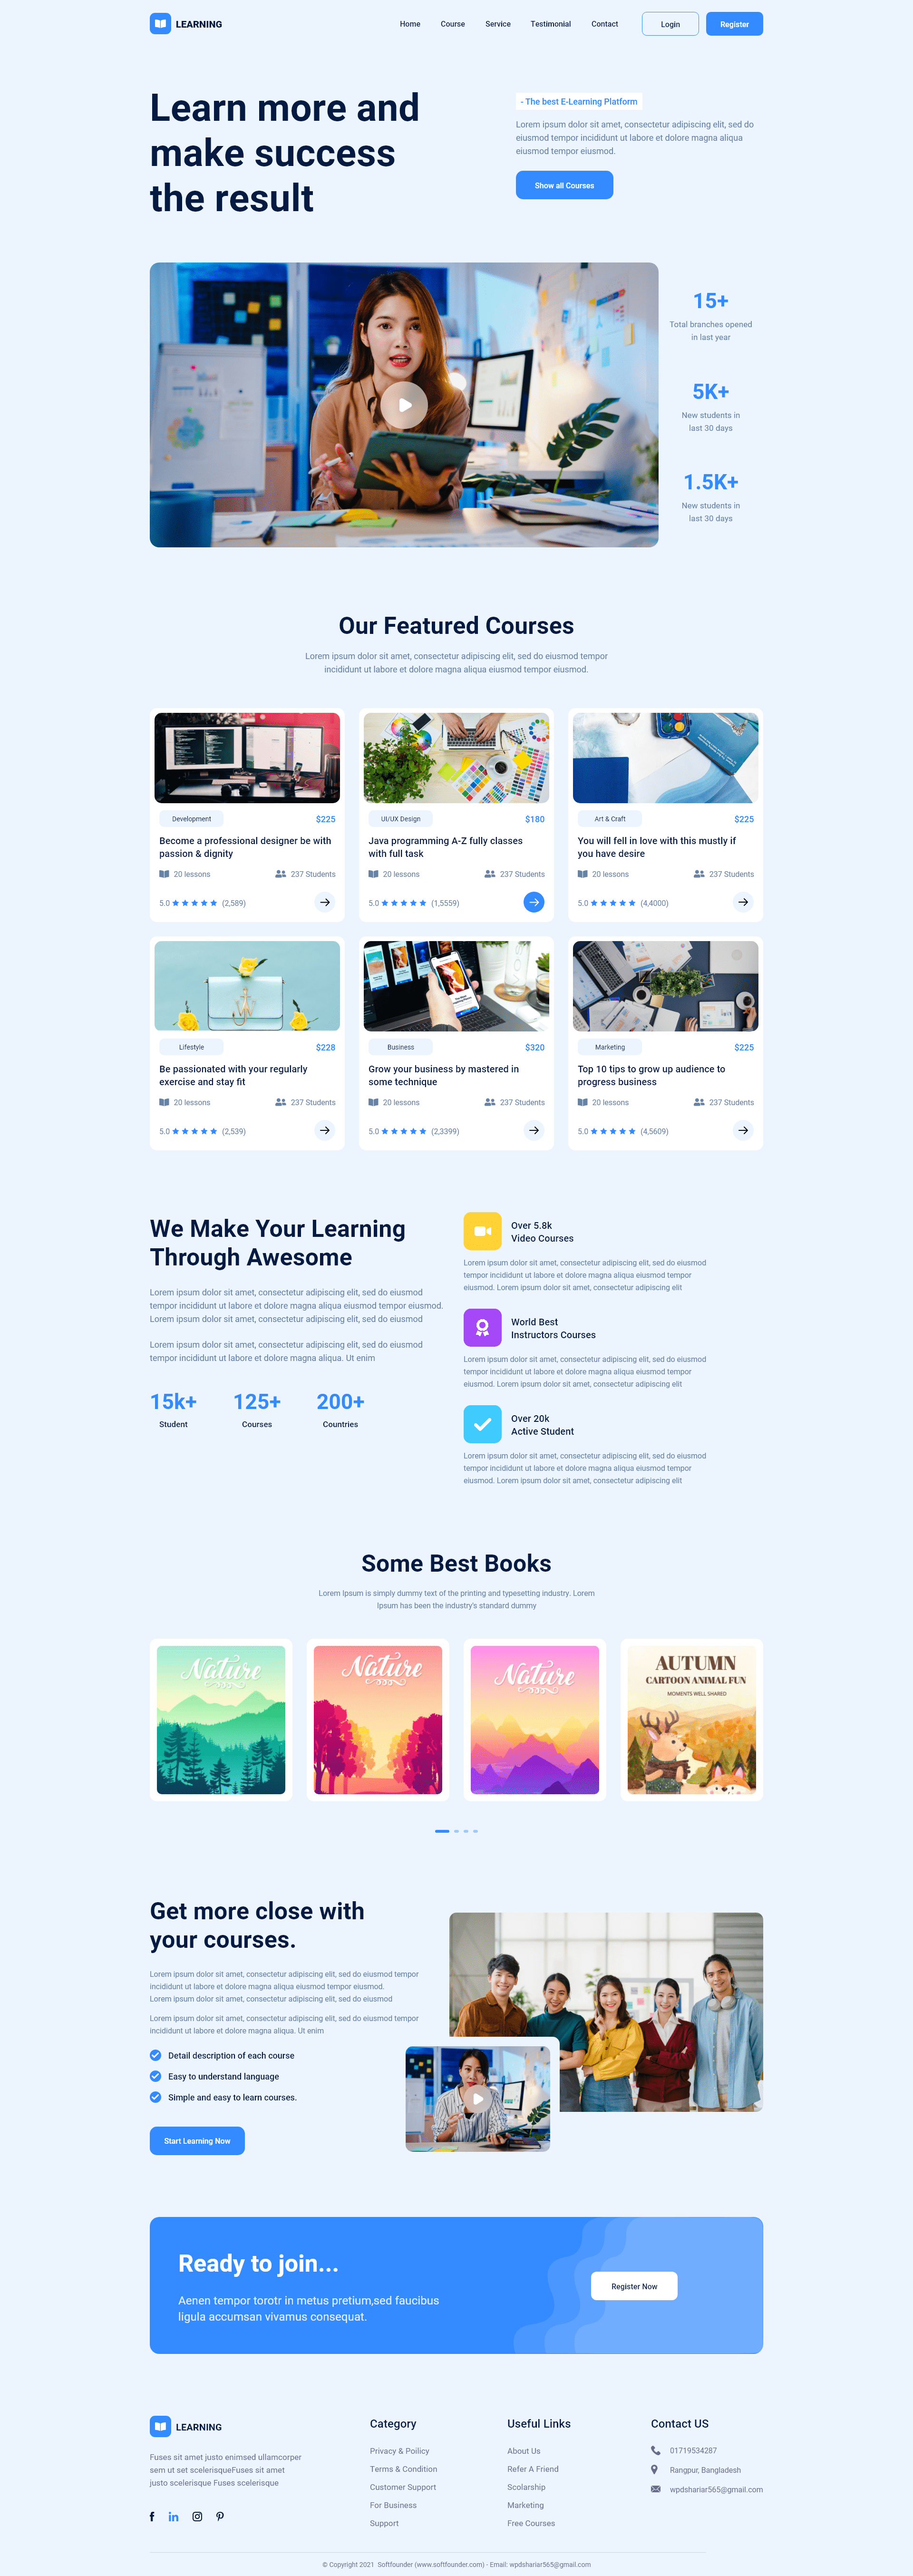 LEARNING
Home Course Service Testimonial Contact Login Register
Learn more and
make success
the result
- The best E-Learning Platform
Lorem ipsum dolor sit amet, consectetur adipiscing elit, sed do
eiusmod tempor incididunt ut labore et dolore magna aliqua
eiusmod tempor eiusmod.
Show all Courses
15+
Total branches opened
in last year
5K+
New students in
last 30 days
1.5K+
New students in
last 30 days
Our Featured Courses
Lorem ipsum dolor sit amet, consectetur adipiscing elit, sed do eiusmod tempor
incididunt ut labore et dolore magna aliqua eiusmod tempor eiusmod.
Development $225
Become a professional designer be with
passion & dignity
20 lessons 237 Students
5.0 (2,589)
UI/UX Design $180
Java programming A-Z fully classes
with full task
20 lessons 237 Students
5.0 (1,5559)
Art & Craft $225
You will fell in love with this mustly if
you have desire
20 lessons 237 Students
5.0 (4,4000)
Lifestyle $228
Be passionated with your regularly
exercise and stay fit
20 lessons 237 Students
5.0 (2,539)
Business $320
Grow your business by mastered in
some technique
20 lessons 237 Students
5.0 (2,3399)
Marketing $225
Top 10 tips to grow up audience to
progress business
20 lessons 237 Students
5.0 (4,5609)
We Make Your Learning
Through Awesome
Lorem ipsum dolor sit amet, consectetur adipiscing elit, sed do eiusmod
tempor incididunt ut labore et dolore magna aliqua eiusmod tempor eiusmod.
Lorem ipsum dolor sit amet, consectetur adipiscing elit, sed do eiusmod
Lorem ipsum dolor sit amet, consectetur adipiscing elit, sed do eiusmod
tempor incididunt ut labore et dolore magna aliqua. Ut enim
15k+ 125+ 200+
Student Courses Countries
Over 5.8k
Video Courses
Lorem ipsum dolor sit amet, consectetur adipiscing elit, sed do eiusmod
tempor incididunt ut labore et dolore magna aliqua eiusmod tempor
eiusmod. Lorem ipsum dolor sit amet, consectetur adipiscing elit
World Best
Instructors Courses
Lorem ipsum dolor sit amet, consectetur adipiscing elit, sed do eiusmod
tempor incididunt ut labore et dolore magna aliqua eiusmod tempor
eiusmod. Lorem ipsum dolor sit amet, consectetur adipiscing elit
Over 20k
Active Student
Lorem ipsum dolor sit amet, consectetur adipiscing elit, sed do eiusmod
tempor incididunt ut labore et dolore magna aliqua eiusmod tempor
eiusmod. Lorem ipsum dolor sit amet, consectetur adipiscing elit
Some Best Books
Lorem Ipsum is simply dummy text of the printing and typesetting industry. Lorem
Ipsum has been the industry's standard dummy
Nature
Nature
Nature
AUTUMN
CARTOON ANIMAL FUN
MOMENTS WELL SHARED
Get more close with
your courses.
Lorem ipsum dolor sit amet, consectetur adipiscing elit, sed do eiusmod tempor
incididunt ut labore et dolore magna aliqua eiusmod tempor eiusmod.
Lorem ipsum dolor sit amet, consectetur adipiscing elit, sed do eiusmod
Lorem ipsum dolor sit amet, consectetur adipiscing elit, sed do eiusmod tempor
incididunt ut labore et dolore magna aliqua. Ut enim
Detail description of each course
Easy to understand language
Simple and easy to learn courses.
Start Learning Now
Ready to join...
Aenen tempor torotr in metus pretium,sed faucibus
ligula accumsan vivamus consequat.
Register Now
LEARNING
Fuses sit amet justo enimsed ullamcorper
sem ut set scelerisqueFuses sit amet
justo scelerisque Fuses scelerisque
Category
Privacy & Poilicy
Terms & Condition
Customer Support
For Business
Support
Useful Links
About Us
Refer A Friend
Scolarship
Marketing
Free Courses
Contact US
01719534287
Rangpur, Bangladesh
wpdshariar565@gmail.com
© Copyright 2021 Softfounder (www.softfounder.com) - Email: wpdshariar565@gmail.com